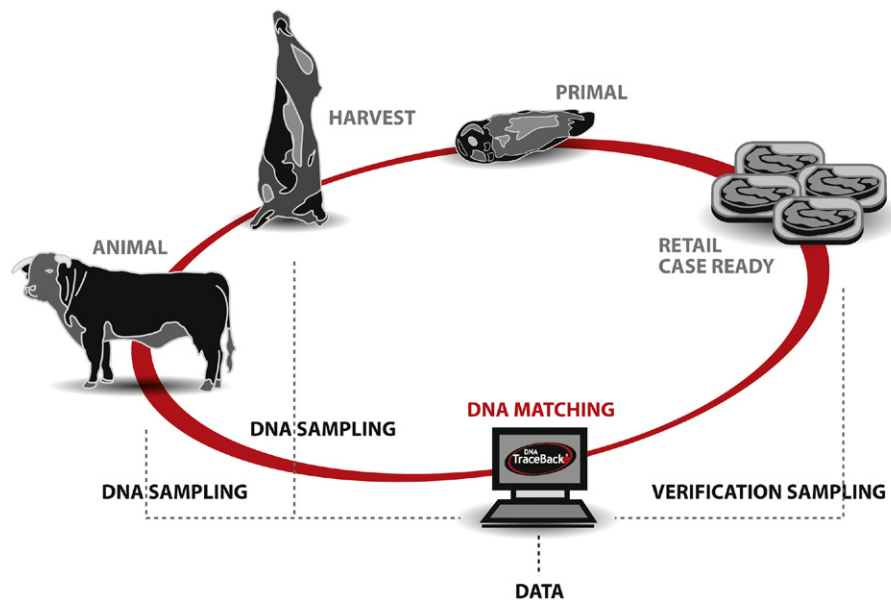 PRIMAL
HARVEST
ANIMAL
RETAIL
CASE READY
DNA MATCHING
DNA SAMPLING
DNA
TraceBack
DNA SAMPLING
VERIFICATION SAMPLING
DATA